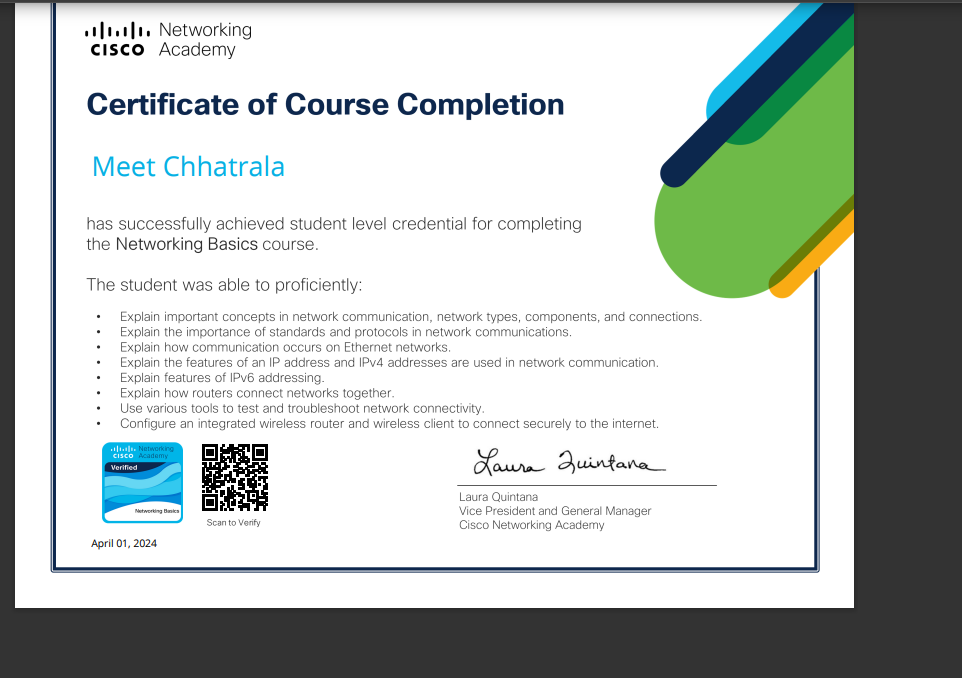 Networking
CISCO Academy
Certificate of Course Completion
Meet Chhatrala
has successfully achieved student level credential for completing
the Networking Basics course.
The student was able to proficiently:
• Explain important concepts in network communication, network types, components, and connections.
• Explain the importance of standards and protocols in network communications.
• Explain how communication occurs on Ethernet networks.
• Explain the features of an IP address and IPv4 addresses are used in network communication.
• Explain features of IPv6 addressing.
• Explain how routers connect networks together.
• Use various tools to test and troubleshoot network connectivity.
• Configure an integrated wireless router and wireless client to connect securely to the internet.
Networking
CISCO Academy
Verified
Networking Basics
Scan to Verify
April 01, 2024
Laura Quintana
Laura Quintana
Vice President and General Manager
Cisco Networking Academy